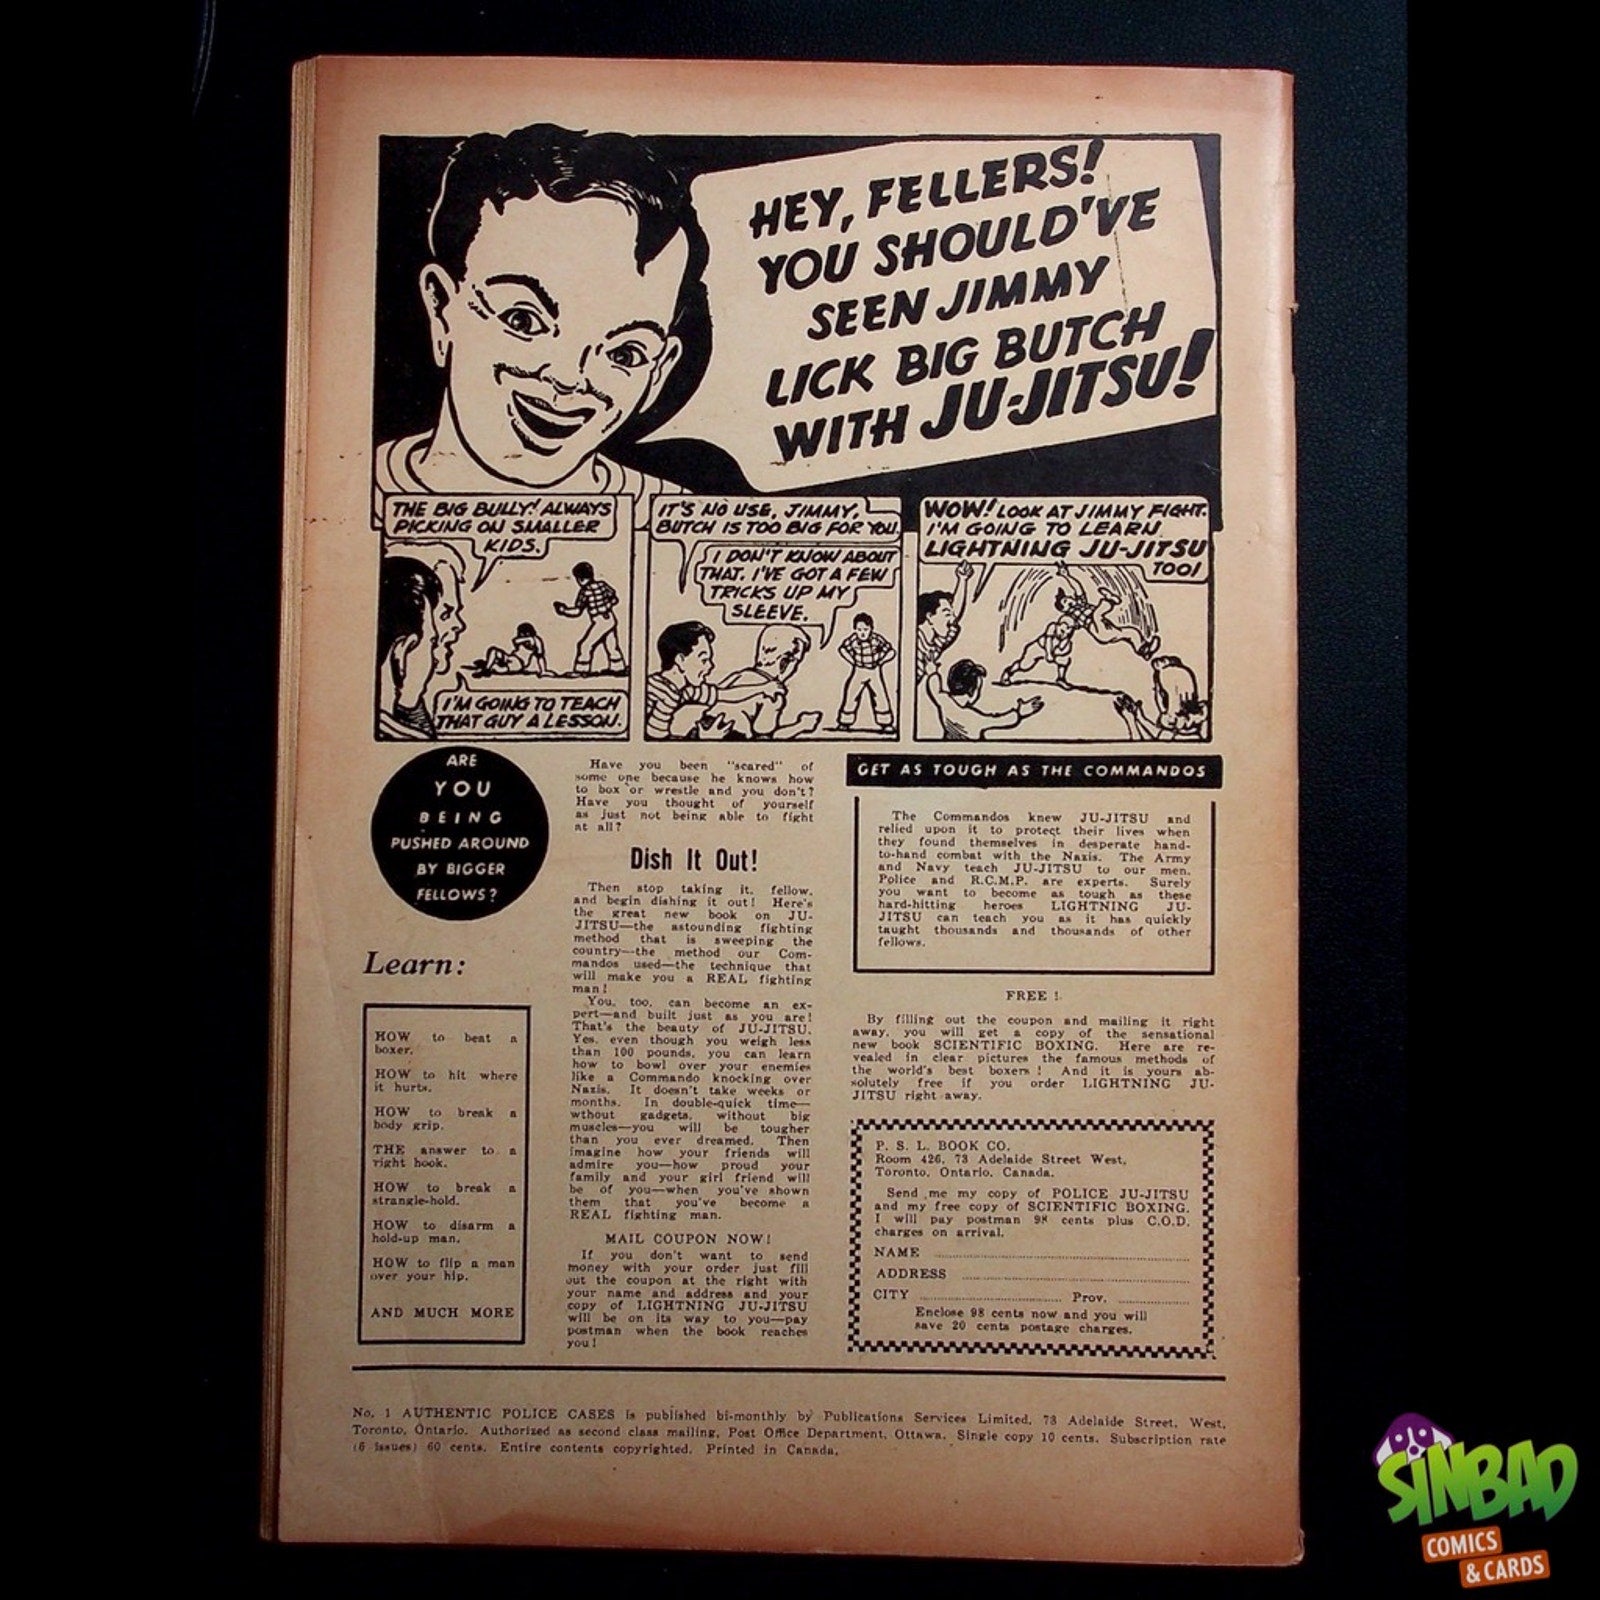 HEY, FELLERS!
YOU SHOULD'VE
SEEN JIMMY
LICK BIG BUTCH
WITH JU-JITSU!
THE BIG BULLY! ALWAYS
PICKING ON SMALLER
KIDS.
I'M GOING TO TEACH
THAT GUY A LESSON.
IT'S NO USE, JIMMY,
BUTCH IS TOO BIG FOR YOU.
I DON'T KNOW ABOUT
THAT. I'VE GOT A FEW
TRICKS UP MY
SLEEVE.
WOW! LOOK AT JIMMY FIGHT.
I'M GOING TO LEARN
LIGHTNING JU-JITSU
TOO!
ARE
YOU
BEING
PUSHED AROUND
BY BIGGER
FELLOWS?
Learn:
HOW to beat a
boxer.
HOW to hit where
it hurts.
HOW to break a
body grip.
THE answer to a
right hook.
HOW to break a
strangle-hold.
HOW to disarm a
hold-up man.
HOW to flip a man
over your hip.
AND MUCH MORE
Have you been "scared" of
some one because he knows how
to box or wrestle and you don't?
Have you thought of yourself
as just not being able to fight
at all?
Dish It Out!
Then stop taking it, fellow,
and begin dishing it out! Here's
the great new book on JU-
JITSU—the astounding fighting
method that is sweeping the
country—the method our Com-
mandos used—the technique that
will make you a REAL fighting
man!
You, too, can become an ex-
pert—and built just as you are!
That's the beauty of JU-JITSU.
Yes, even though you weigh less
than 100 pounds, you can learn
how to bowl over your enemies
like a Commando knocking over
Nazis. It doesn't take weeks or
months. In double-quick time—
wthout gadgets, without big
muscles—you will be tougher
than you ever dreamed. Then
imagine how your friends will
admire you—how proud your
family and your girl friend will
be of you—when you've shown
them that you've become a
REAL fighting man.
MAIL COUPON NOW!
If you don't want to send
money with your order just fill
out the coupon at the right with
your name and address and your
copy of LIGHTNING JU-JITSU
will be on its way to you—pay
postman when the book reaches
you!
GET AS TOUGH AS THE COMMANDOS
The Commandos knew JU-JITSU and
relied upon it to protect their lives when
they found themselves in desperate hand-
to-hand combat with the Nazis. The Army
and Navy teach JU-JITSU to our men.
Police and R.C.M.P. are experts. Surely
you want to become as tough as these
hard-hitting heroes LIGHTNING JU-
JITSU can teach you as it has quickly
taught thousands and thousands of other
fellows.
FREE!
By filling out the coupon and mailing it right
away, you will get a copy of the sensational
new book SCIENTIFIC BOXING. Here are re-
vealed in clear pictures the famous methods of
the world's best boxers! And it is yours ab-
solutely free if you order LIGHTNING JU-
JITSU right away.
P. S. L. BOOK CO.
Room 426, 73 Adelaide Street West,
Toronto, Ontario, Canada.
Send me my copy of POLICE JU-JITSU
and my free copy of SCIENTIFIC BOXING.
I will pay postman 98 cents plus C.O.D.
charges on arrival.
NAME
ADDRESS
CITY Prov.
Enclose 98 cents now and you will
save 20 cents postage charges.
No. 1 AUTHENTIC POLICE CASES is published bi-monthly by Publications Services Limited, 73 Adelaide Street, West,
Toronto, Ontario. Authorized as second class mailing, Post Office Department, Ottawa. Single copy 10 cents. Subscription rate
(6 issues) 60 cents. Entire contents copyrighted. Printed in Canada.
SINBAD
COMICS
& CARDS